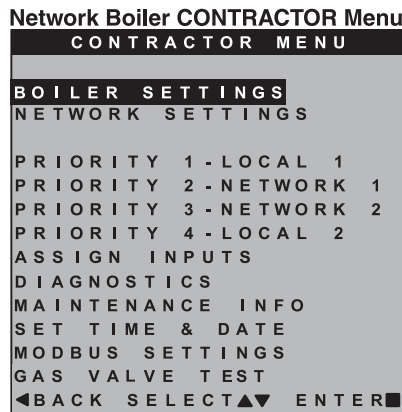 Network Boiler CONTRACTOR Menu
CONTRACTOR MENU
BOILER SETTINGS
NETWORK SETTINGS
PRIORITY 1-LOCAL 1
PRIORITY 2-NETWORK 1
PRIORITY 3-NETWORK 2
PRIORITY 4-LOCAL 2
ASSIGN INPUTS
DIAGNOSTICS
MAINTENANCE INFO
SET TIME & DATE
MODBUS SETTINGS
GAS VALVE TEST
◀BACK SELECT▲▼ ENTER■